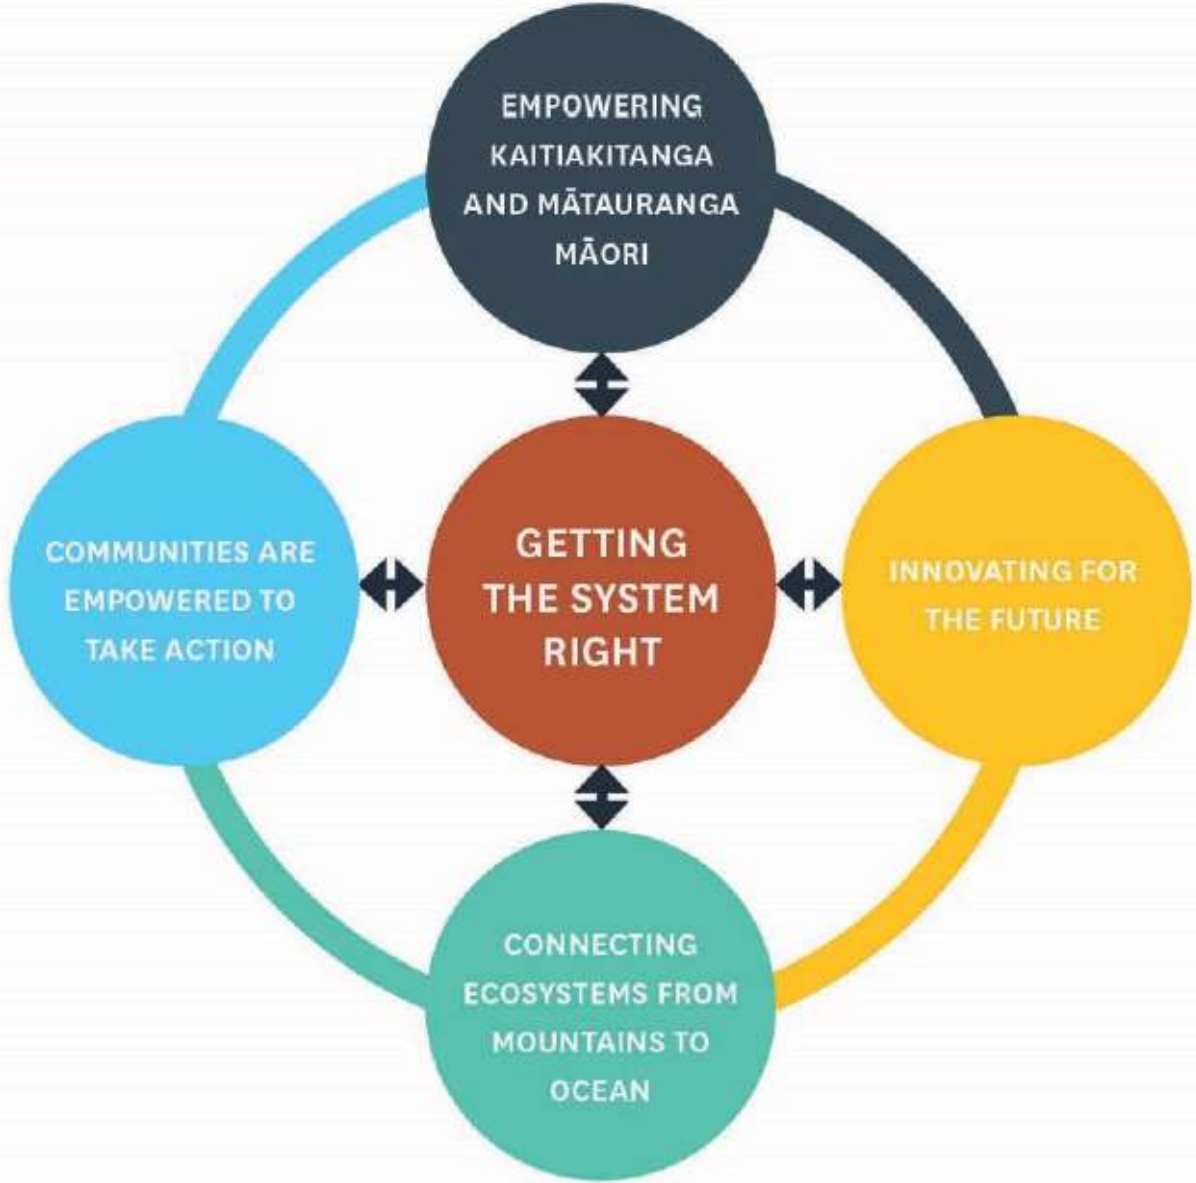 EMPOWERING
KAITIAKITANGA
AND MĀTAURANGA
MĀORI
COMMUNITIES ARE
EMPOWERED TO
TAKE ACTION
GETTING
THE SYSTEM
RIGHT
INNOVATING FOR
THE FUTURE
CONNECTING
ECOSYSTEMS FROM
MOUNTAINS TO
OCEAN